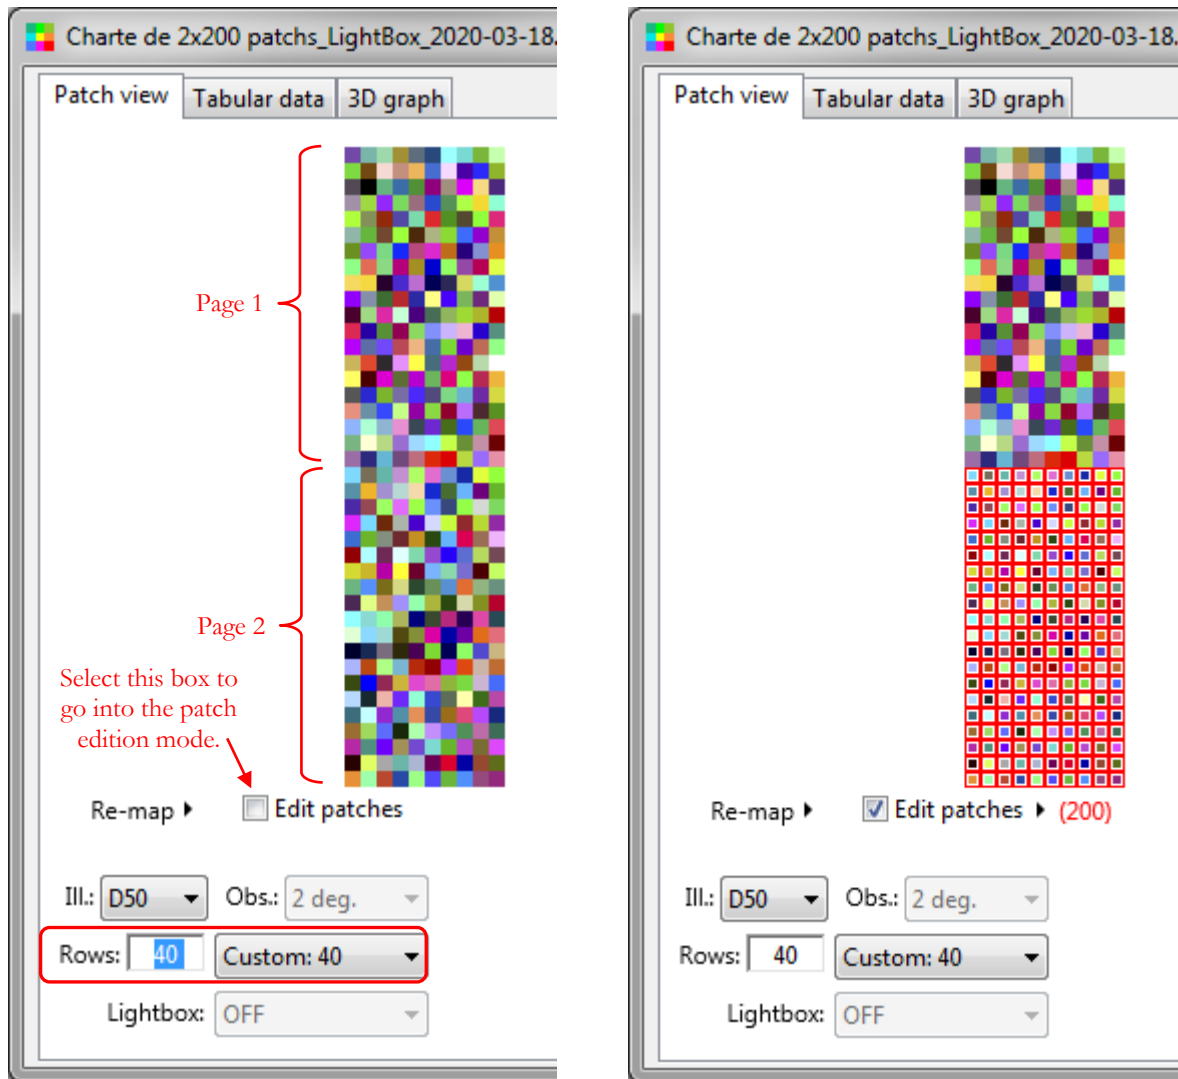 Charte de 2x200 patchs_LightBox_2020-03-18.
Patch view Tabular data 3D graph
Page 1
Page 2
Select this box to
go into the patch
edition mode.
Re-map Edit patches
Ill.: D50 Obs.: 2 deg.
Rows: 40 Custom: 40
Lightbox: OFF
Charte de 2x200 patchs_LightBox_2020-03-18.
Patch view Tabular data 3D graph
Re-map Edit patches (200)
Ill.: D50 Obs.: 2 deg.
Rows: 40 Custom: 40
Lightbox: OFF